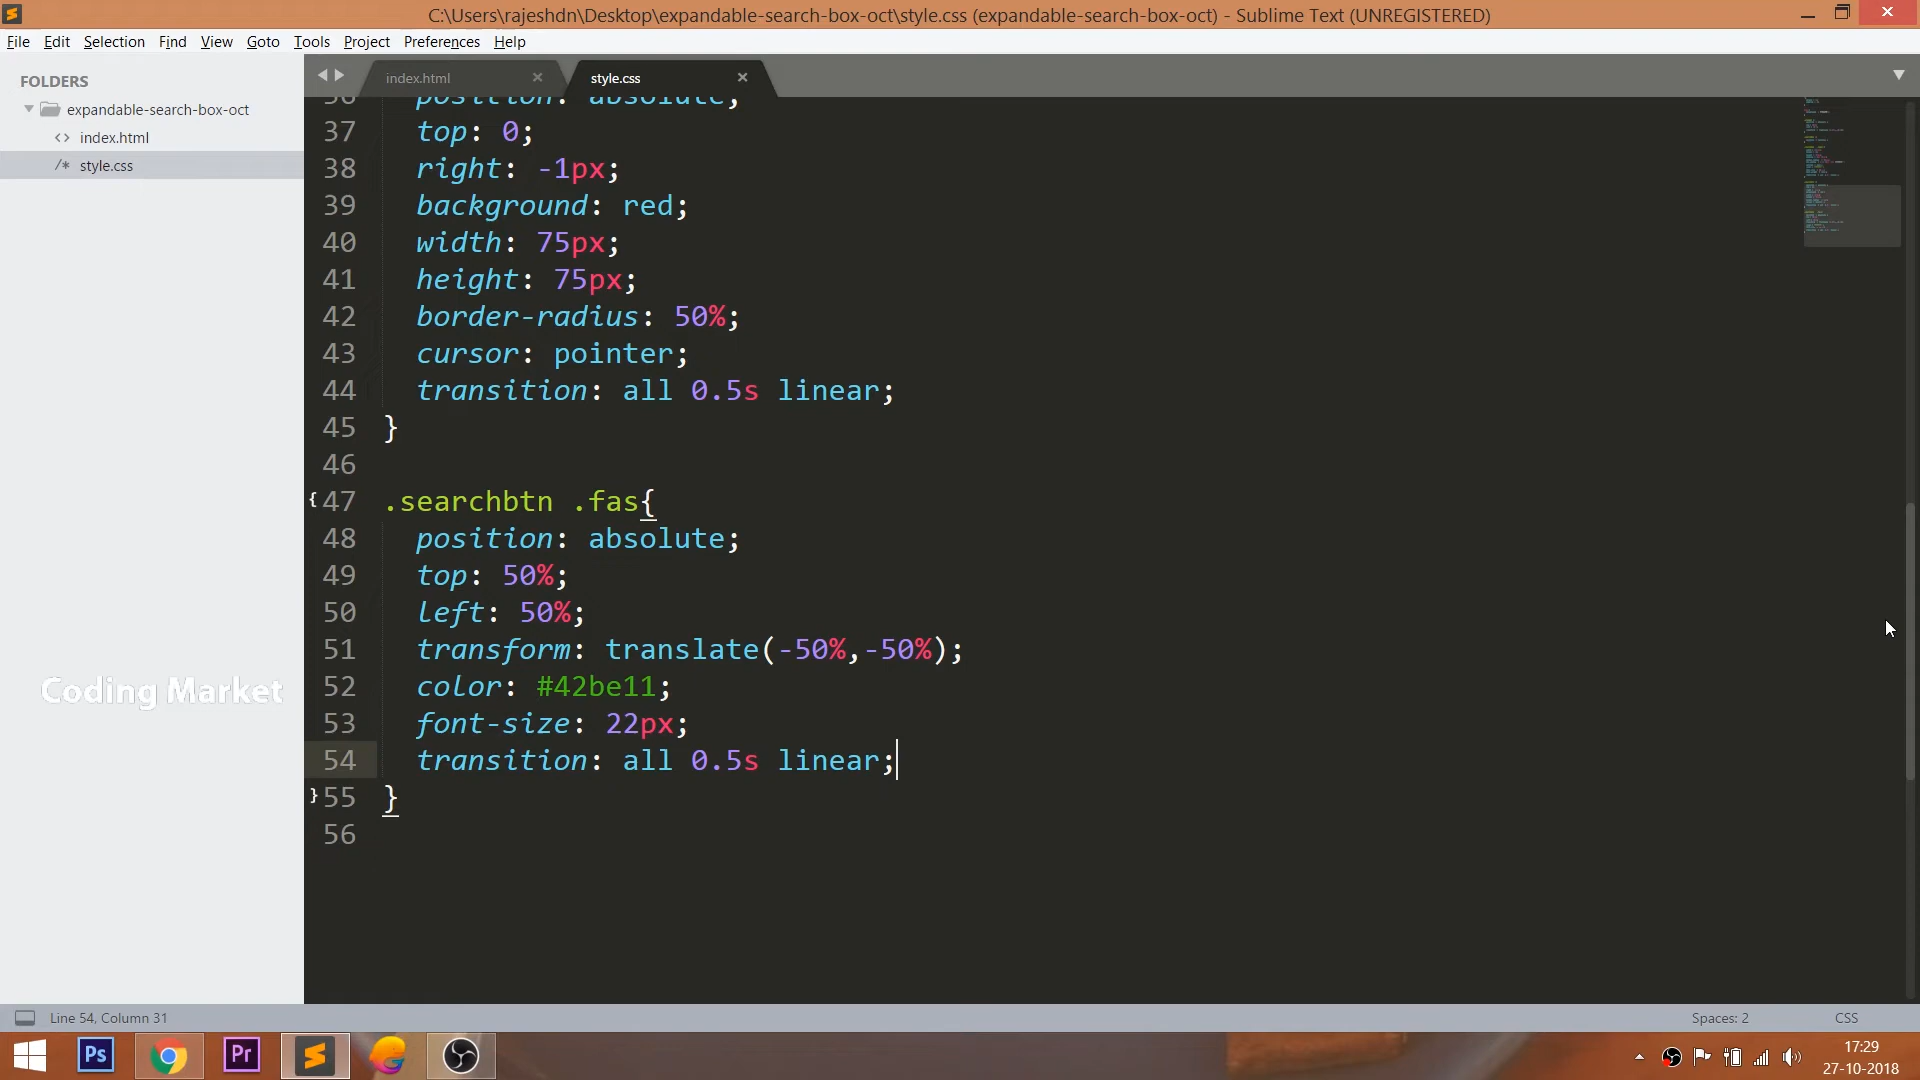 C:\Users\rajeshdn\Desktop\expandable-search-box-oct\style.css (expandable-search-box-oct) - Sublime Text (UNREGISTERED)
File Edit Selection Find View Goto Tools Project Preferences Help
FOLDERS
expandable-search-box-oct
<> index.html
/* style.css
index.html × style.css ×
36 position: absolute;
37 top: 0;
38 right: -1px;
39 background: red;
40 width: 75px;
41 height: 75px;
42 border-radius: 50%;
43 cursor: pointer;
44 transition: all 0.5s linear;
45 }
46
47 .searchbtn .fas{
48 position: absolute;
49 top: 50%;
50 left: 50%;
51 transform: translate(-50%,-50%);
52 color: #42be11;
53 font-size: 22px;
54 transition: all 0.5s linear;
55 }
56
Coding Market
Line 54, Column 31
Spaces: 2 CSS
Ps Pr
17:29
27-10-2018